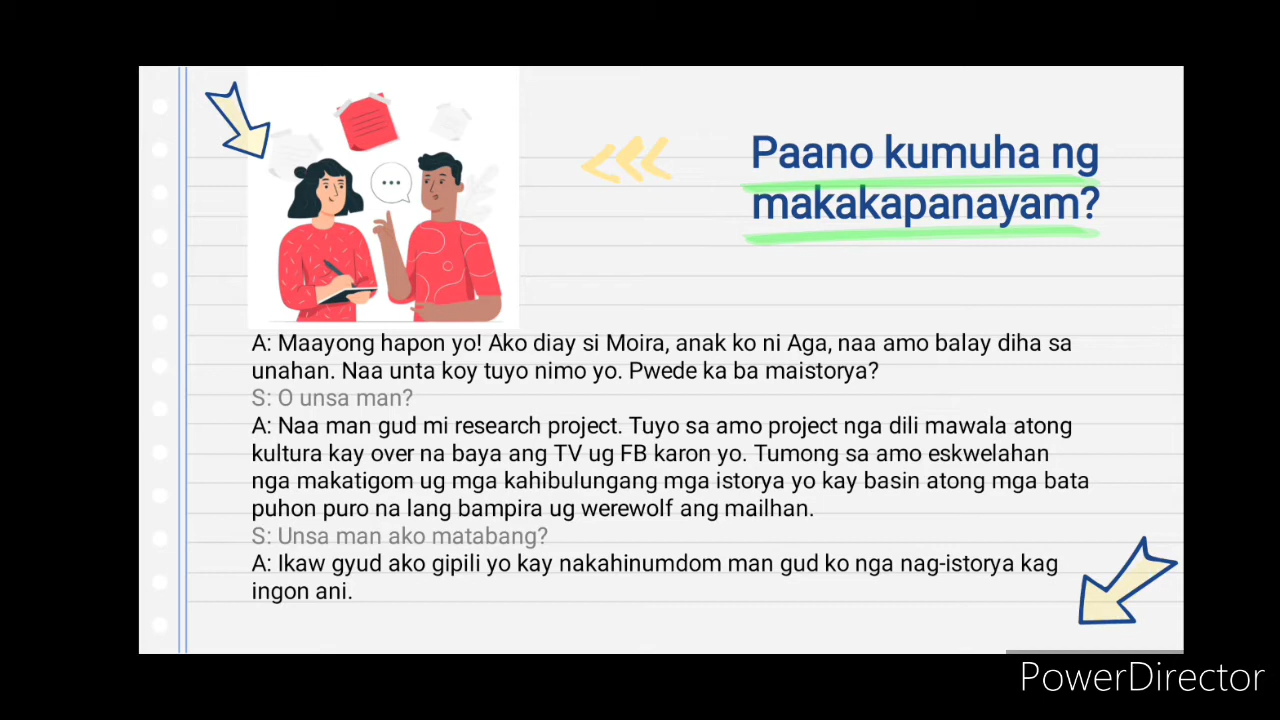 Paano kumuha ng
makakapanayam?
A: Maayong hapon yo! Ako diay si Moira, anak ko ni Aga, naa amo balay diha sa
unahan. Naa unta koy tuyo nimo yo. Pwede ka ba maistorya?
S: O unsa man?
A: Naa man gud mi research project. Tuyo sa amo project nga dili mawala atong
kultura kay over na baya ang TV ug FB karon yo. Tumong sa amo eskwelahan
nga makatigom ug mga kahibulungang mga istorya yo kay basin atong mga bata
puhon puro na lang bampira ug werewolf ang mailhan.
S: Unsa man ako matabang?
A: Ikaw gyud ako gipili yo kay nakahinumdom man gud ko nga nag-istorya kag
ingon ani.
PowerDirector